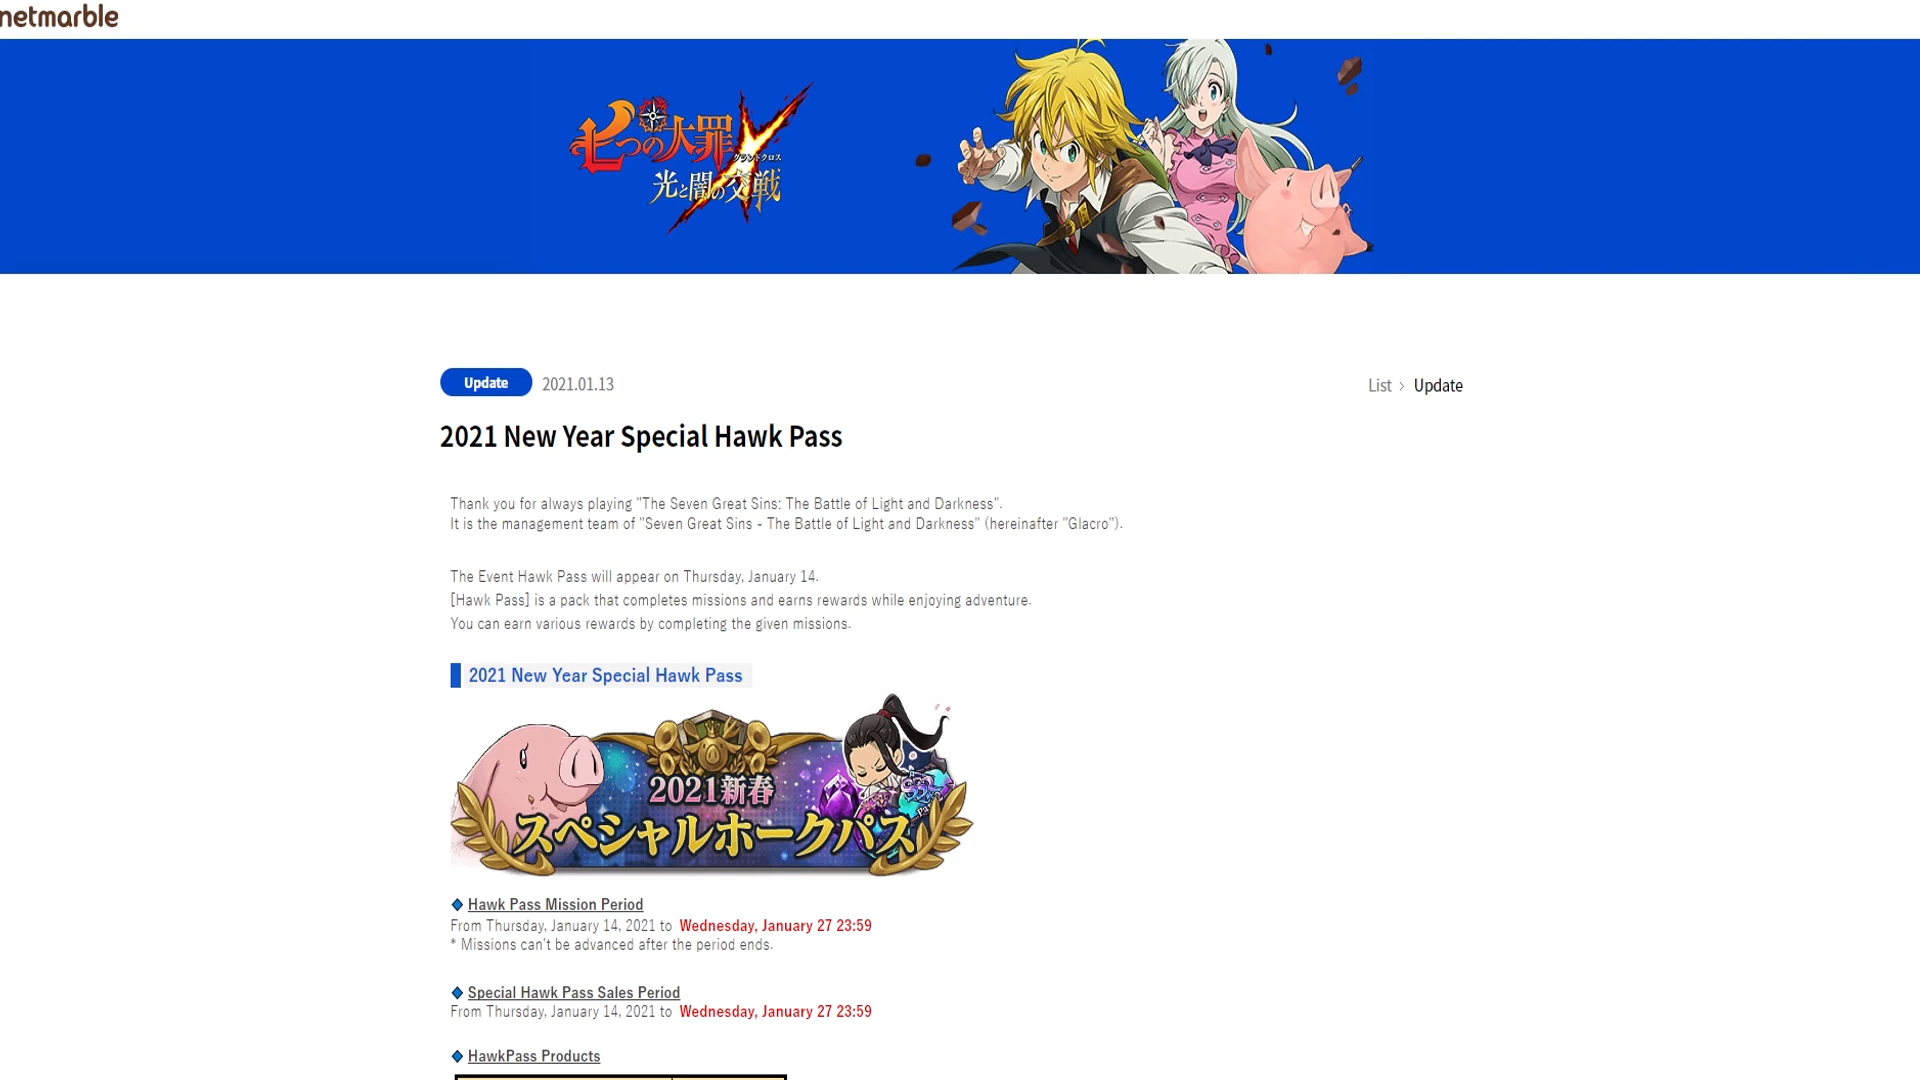 netmarble
七つの大罪
グランドクロス
光と闇の交戦
Update 2021.01.13
List > Update
2021 New Year Special Hawk Pass
Thank you for always playing "The Seven Great Sins: The Battle of Light and Darkness".
It is the management team of "Seven Great Sins - The Battle of Light and Darkness" (hereinafter "Glacro").
The Event Hawk Pass will appear on Thursday, January 14.
[Hawk Pass] is a pack that completes missions and earns rewards while enjoying adventure.
You can earn various rewards by completing the given missions.
2021 New Year Special Hawk Pass
2021新春
スペシャルホークパス
Hawk Pass Mission Period
From Thursday, January 14, 2021 to Wednesday, January 27 23:59
* Missions can't be advanced after the period ends.
Special Hawk Pass Sales Period
From Thursday, January 14, 2021 to Wednesday, January 27 23:59
HawkPass Products